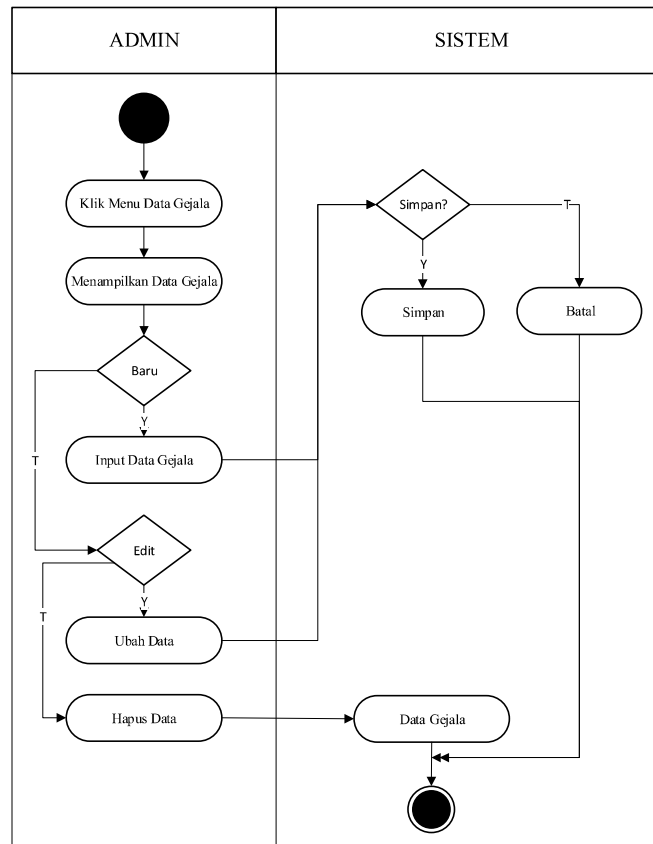 ADMIN
SISTEM
Klik Menu Data Gejala
Simpan?
T
Menampilkan Data Gejala
Y
Simpan
Batal
Baru
Y
T
Input Data Gejala
Edit
Y
T
Ubah Data
Hapus Data
Data Gejala